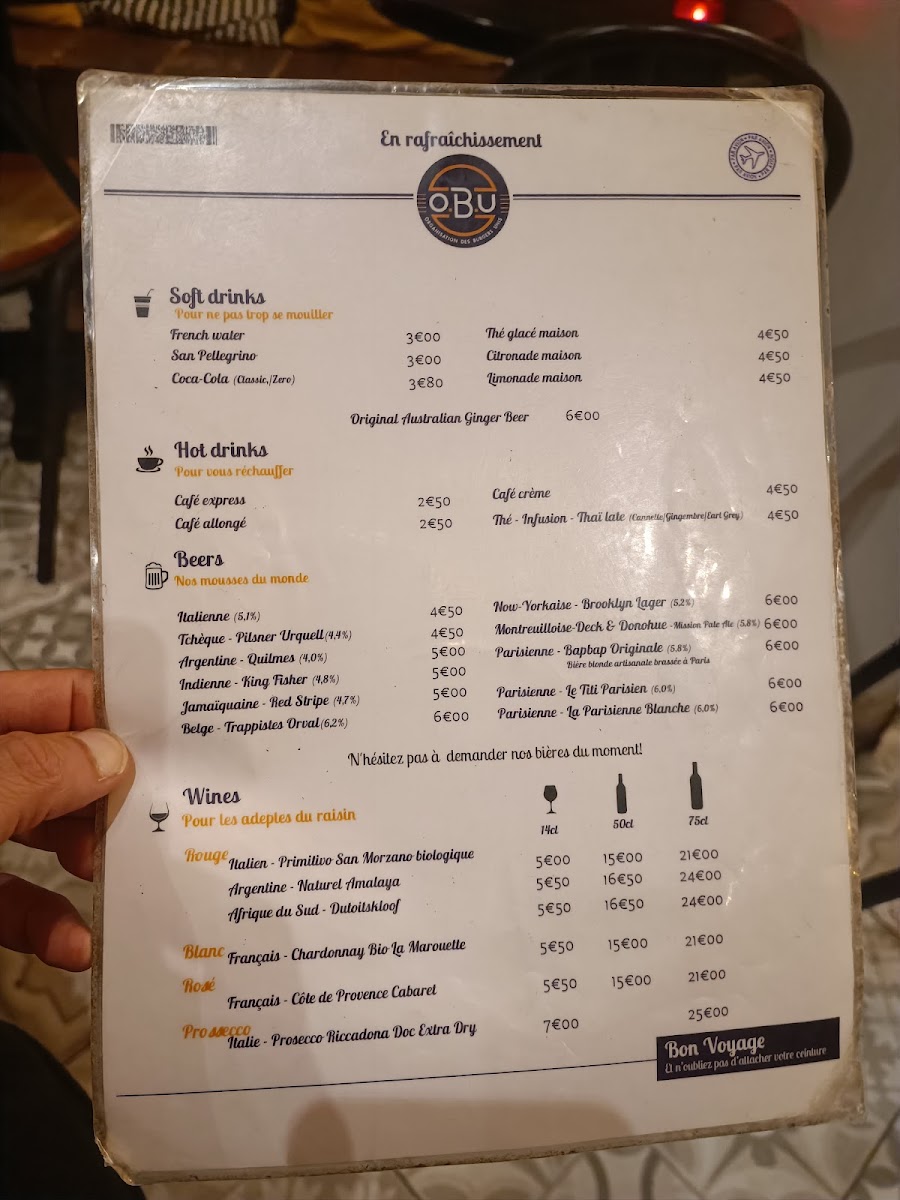 En rafraîchissement
PAR AVION
O.B.U
ORGANISATION DES BURGERS UNIS
Soft drinks
Pour ne pas trop se mouiller
French water 3€00
San Pellegrino 3€00
Coca-Cola (Classic,/Zero) 3€80
Thé glacé maison 4€50
Citronade maison 4€50
Limonade maison 4€50
Original Australian Ginger Beer 6€00
Hot drinks
Pour vous réchauffer
Café express 2€50
Café allongé 2€50
Café crème 4€50
Thé - Infusion - Thaï late (Cannelle/Gingembre/Earl Grey) 4€50
Beers
Nos mousses du monde
Italienne (5,1%) 4€50
Tchèque - Pilsner Urquell (4,4%) 4€50
Argentine - Quilmes (4,0%) 5€00
Indienne - King Fisher (4,8%) 5€00
Jamaïquaine - Red Stripe (4,7%) 5€00
Belge - Trappistes Orval (6,2%) 6€00
Now-Yorkaise - Brooklyn Lager (5,2%) 6€00
Montreuilloise-Deck & Donohue - Mission Pale Ale (5,8%) 6€00
Parisienne - Bapbap Originale (5,8%) 6€00
Bière blonde artisanale brassée à Paris
Parisienne - Le Titi Parisien (6,0%) 6€00
Parisienne - La Parisienne Blanche (6,0%) 6€00
N'hésitez pas à demander nos bières du moment!
Wines
Pour les adeptes du raisin
14cl 50cl 75cl
Rouge Italien - Primitivo San Morzano biologique 5€00 15€00 21€00
Argentine - Naturel Amalaya 5€50 16€50 24€00
Afrique du Sud - Dutoitskloof 5€50 16€50 24€00
Blanc Français - Chardonnay Bio La Marouette 5€50 15€00 21€00
Rosé
Français - Côte de Provence Cabaret 5€50 15€00 21€00
Prosecco
Italie - Prosecco Riccadona Doc Extra Dry 7€00 25€00
Bon Voyage
Et n'oubliez pas d'attacher votre ceinture